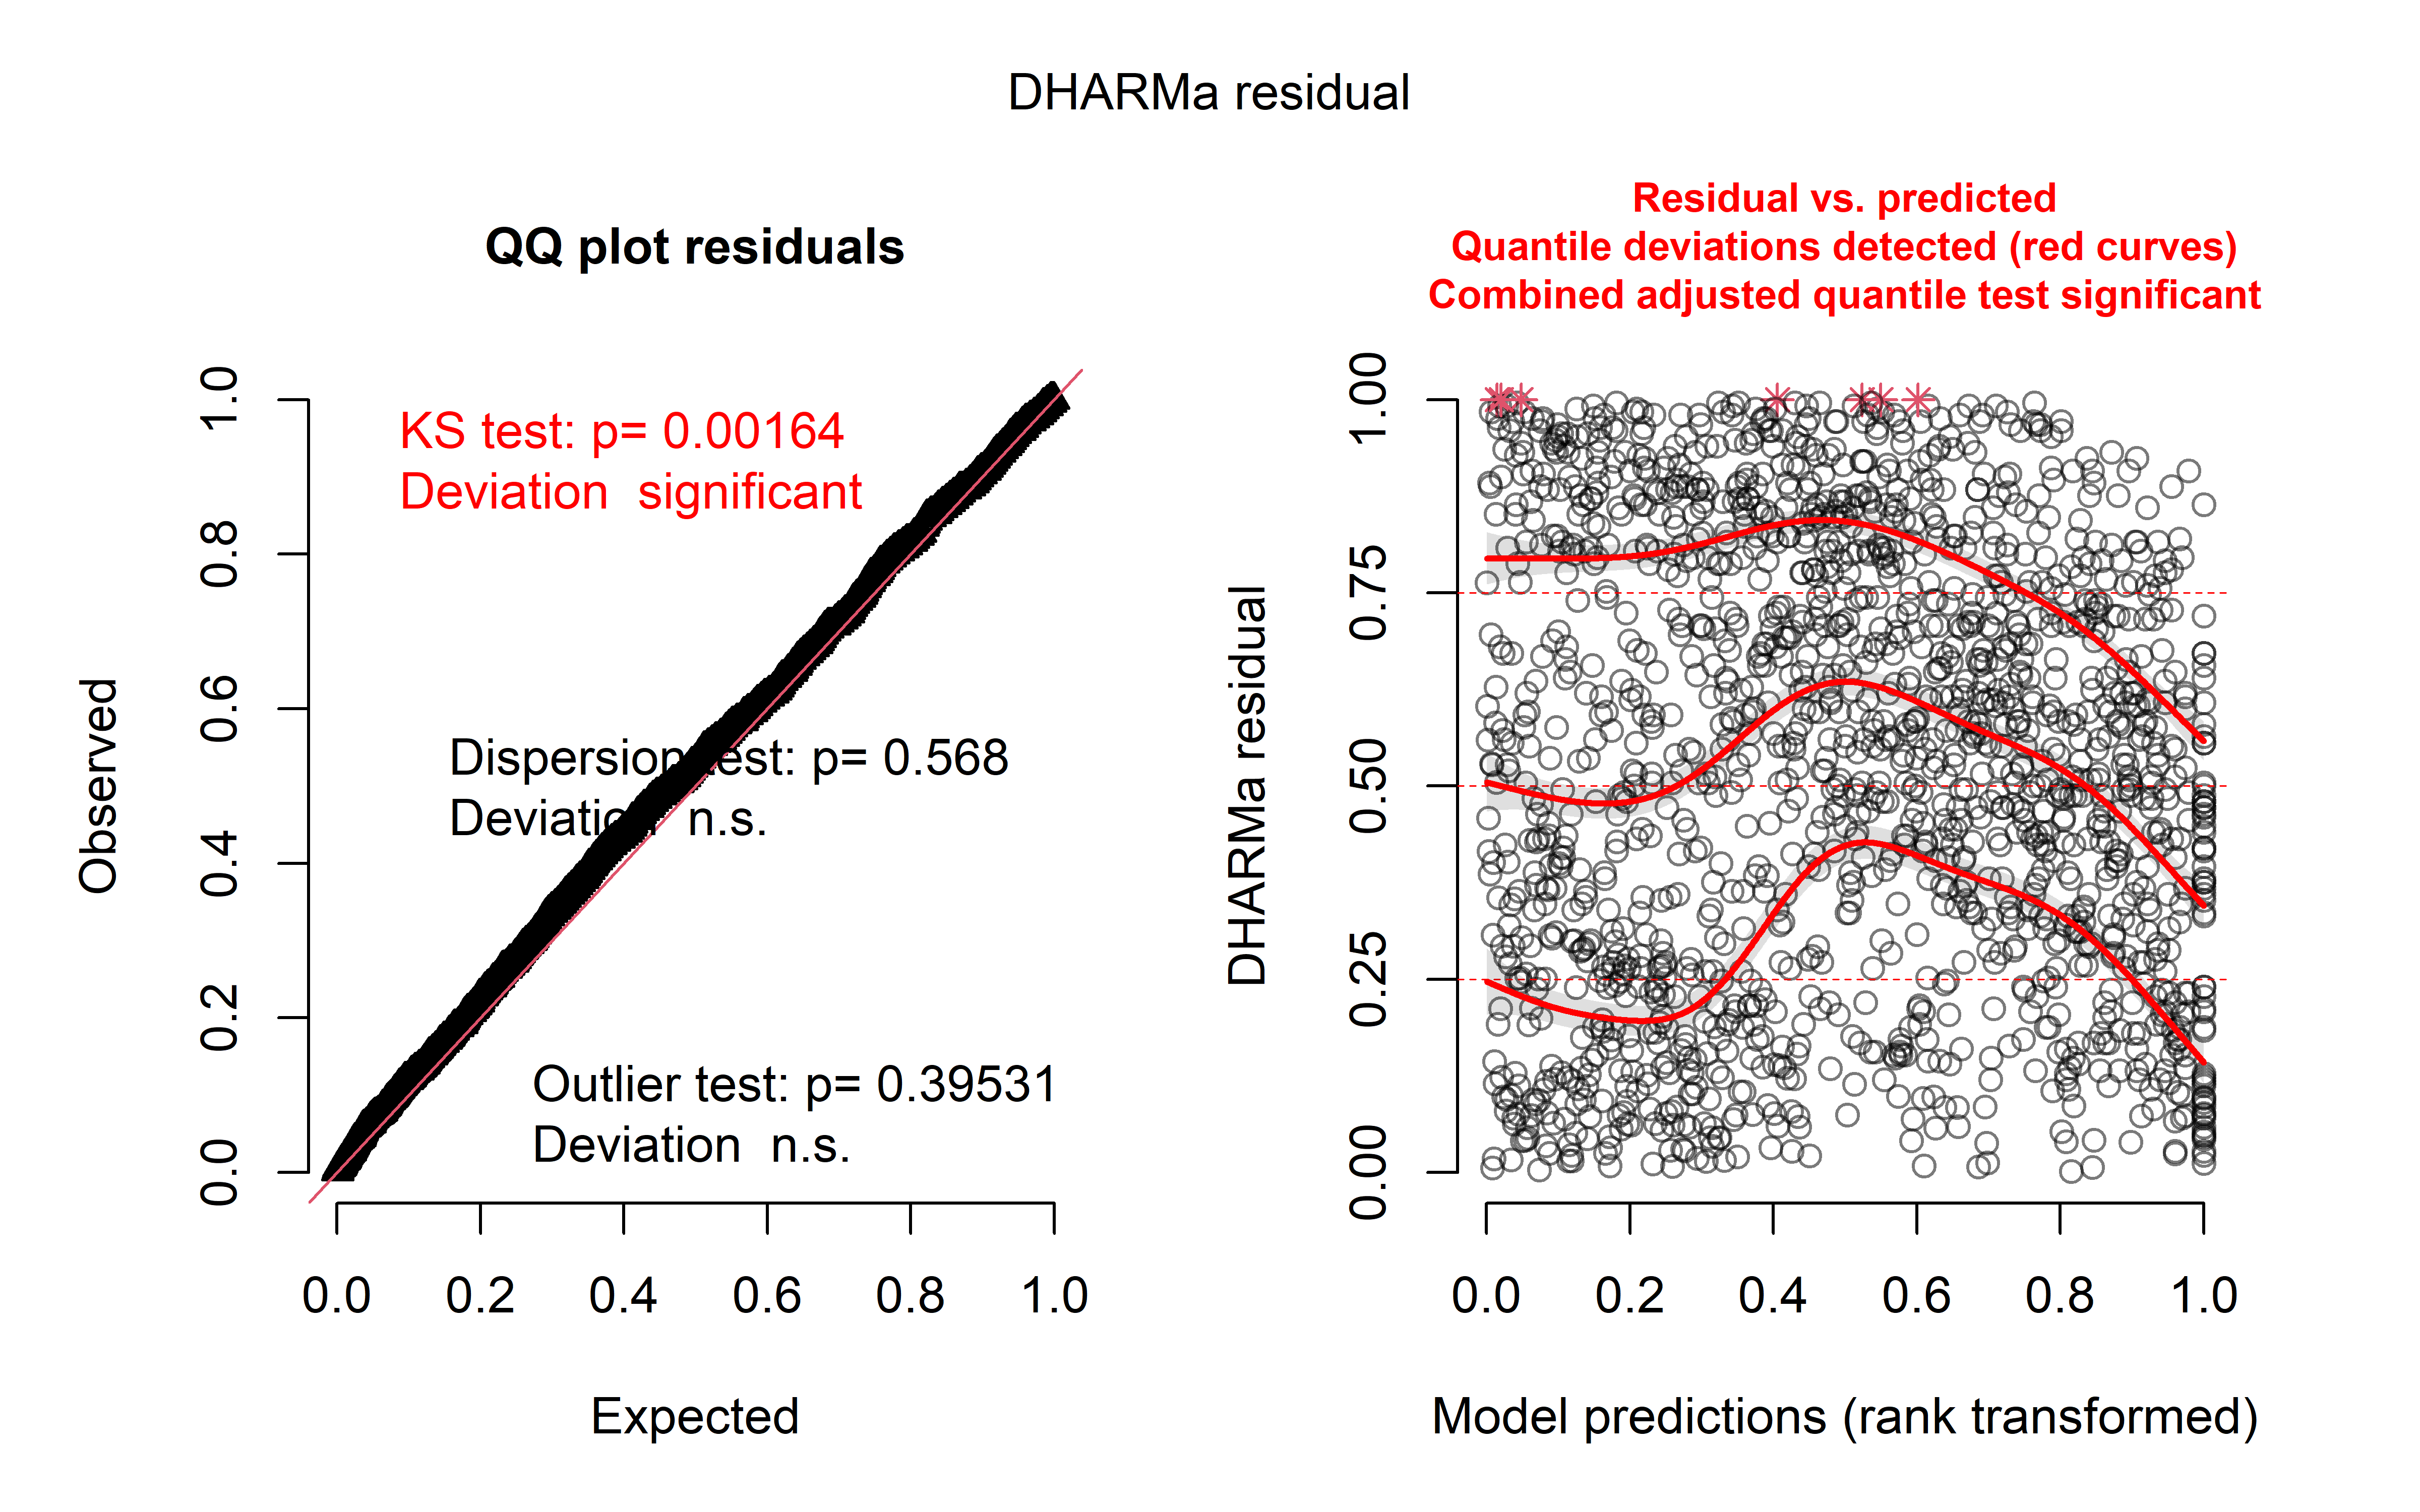 DHARMa residual
QQ plot residuals
KS test: p= 0.00164
Deviation  significant
Dispersion test: p= 0.568
Deviation  n.s.
Outlier test: p= 0.39531
Deviation  n.s.
Observed
0.0 0.2 0.4 0.6 0.8 1.0
0.0 0.2 0.4 0.6 0.8 1.0
Expected
Residual vs. predicted
Quantile deviations detected (red curves)
Combined adjusted quantile test significant
DHARMa residual
0.00 0.25 0.50 0.75 1.00
0.0 0.2 0.4 0.6 0.8 1.0
Model predictions (rank transformed)